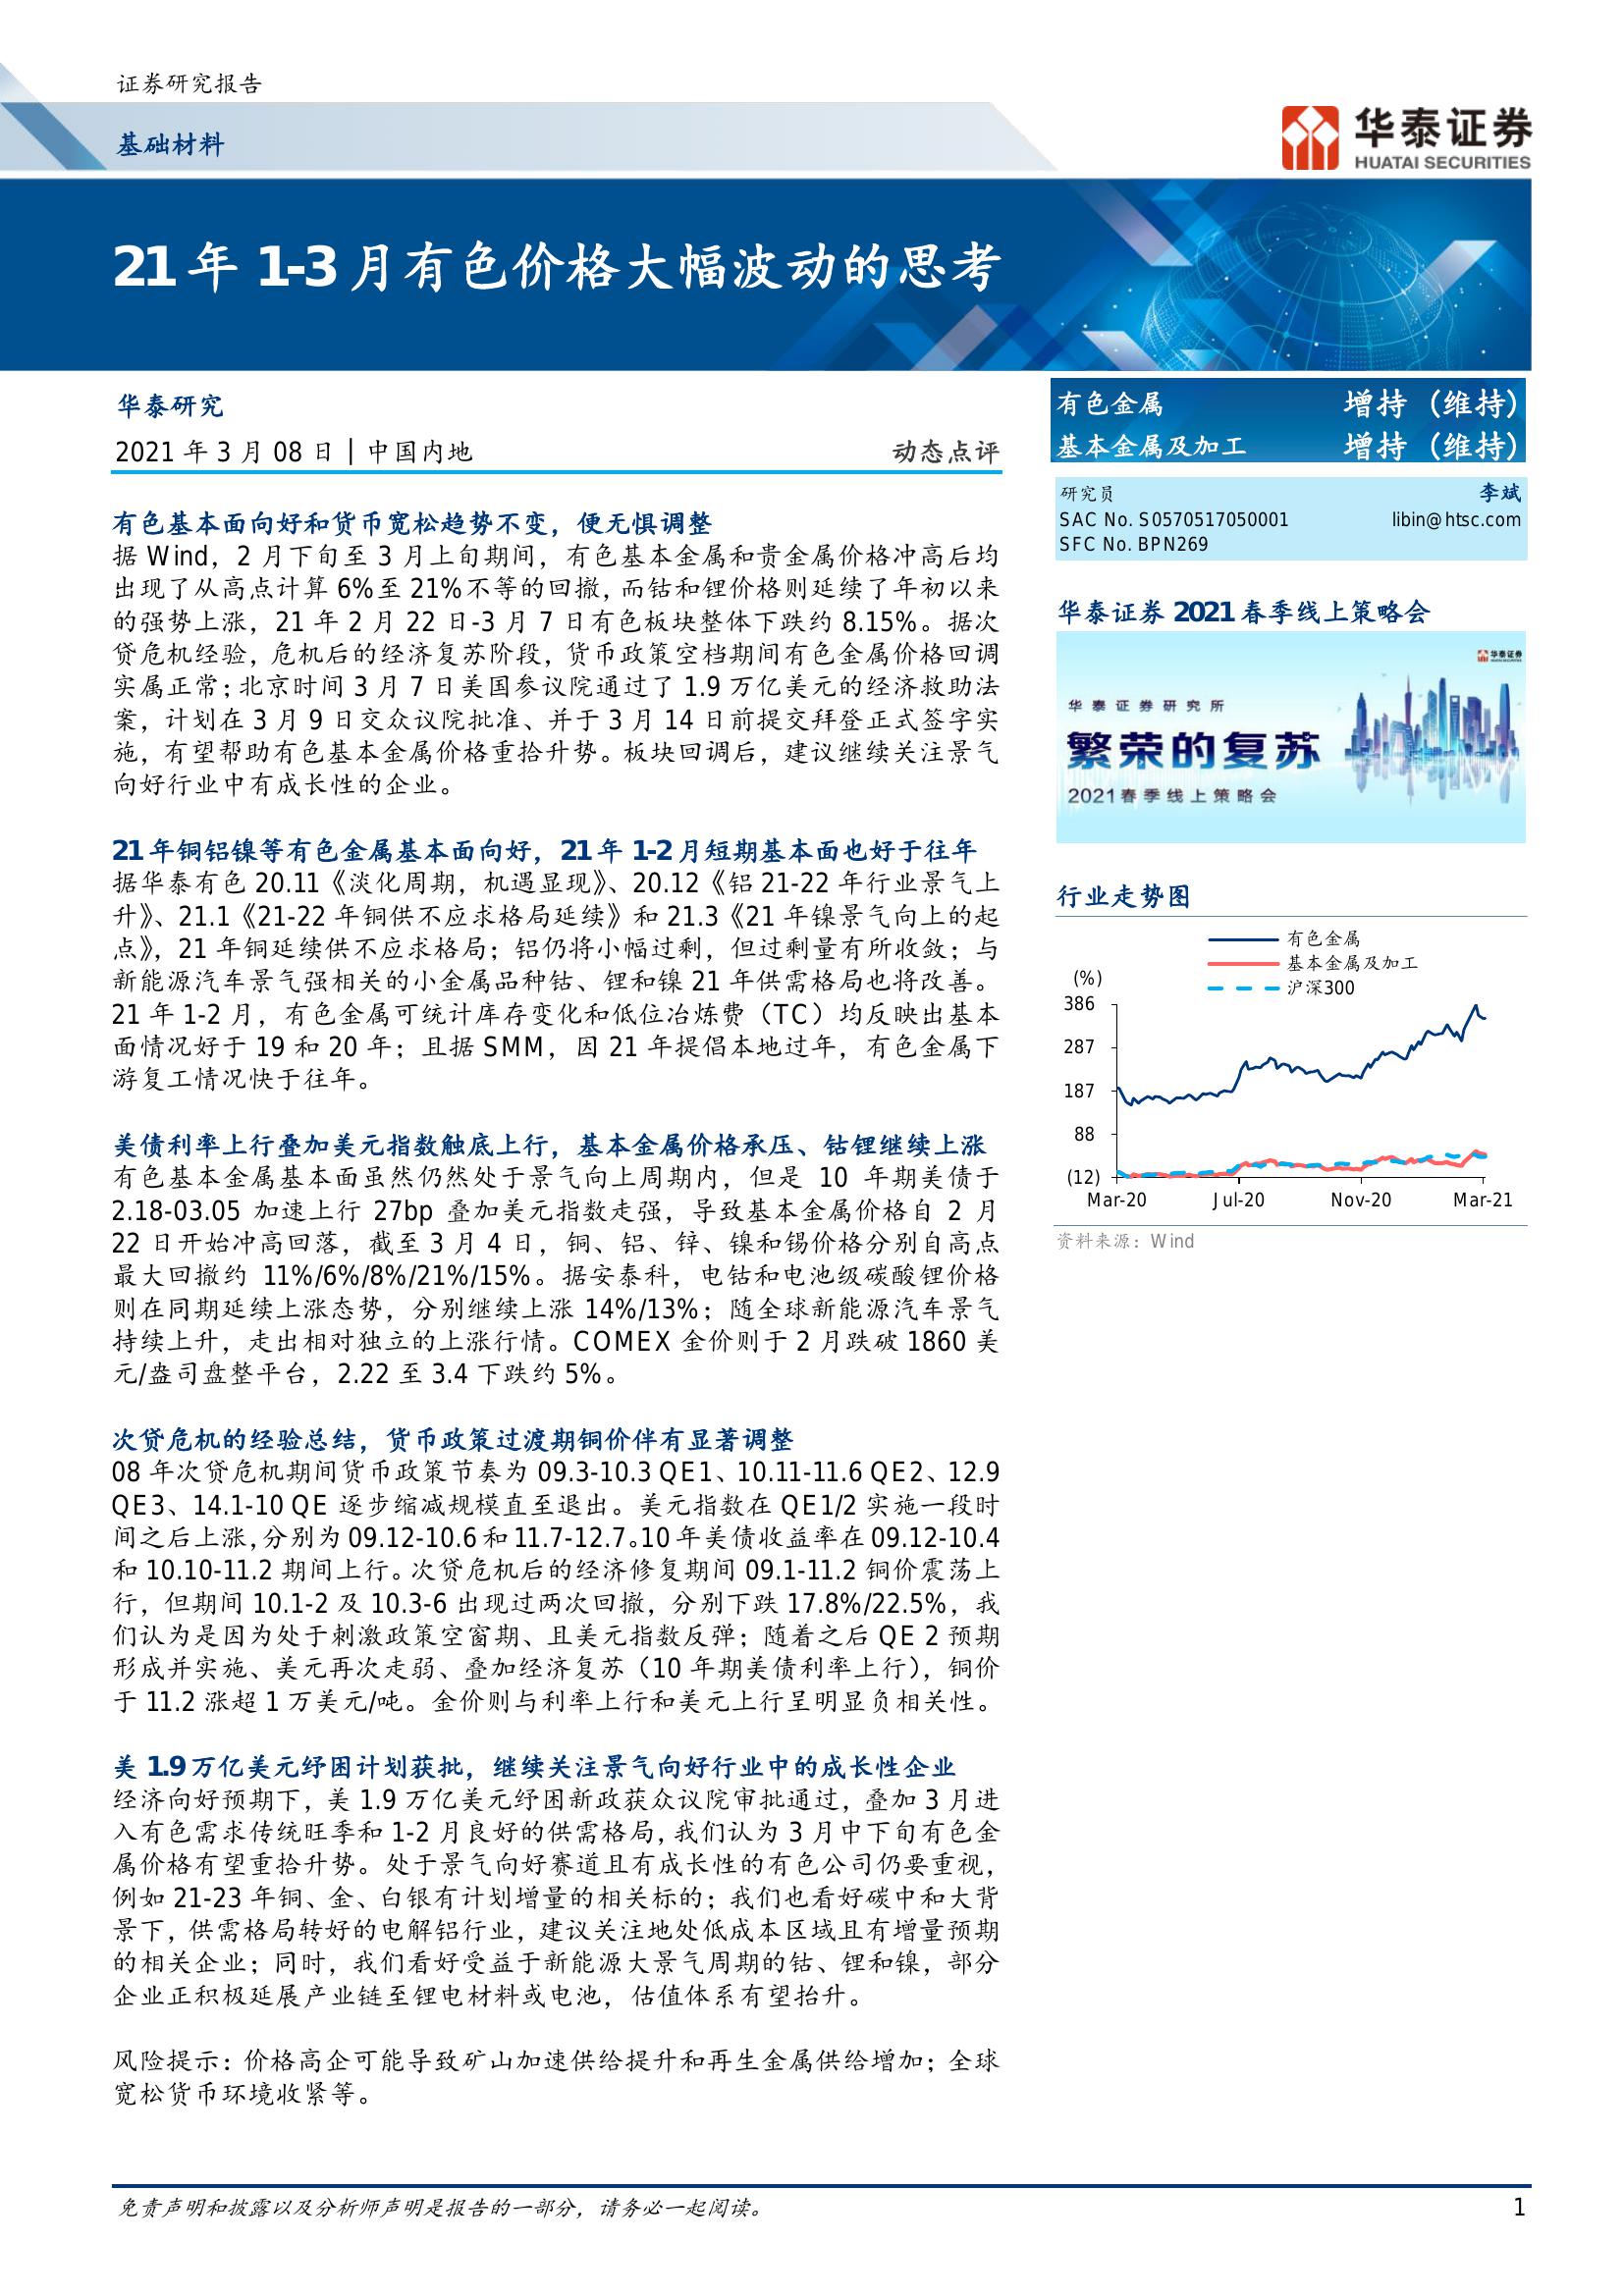 证券研究报告
基础材料
华泰证券
HUATAI SECURITIES
21 年 1-3 月有色价格大幅波动的思考
华泰研究
2021 年 3 月 08 日 | 中国内地
动态点评
有色基本面向好和货币宽松趋势不变，便无惧调整
据 Wind，2 月下旬至 3 月上旬期间，有色基本金属和贵金属价格冲高后均
出现了从高点计算 6%至 21%不等的回撤，而钴和锂价格则延续了年初以来
的强势上涨，21 年 2 月 22 日-3 月 7 日有色板块整体下跌约 8.15%。据次
贷危机经验，危机后的经济复苏阶段，货币政策空档期间有色金属价格回调
实属正常；北京时间 3 月 7 日美国参议院通过了 1.9 万亿美元的经济救助法
案，计划在 3 月 9 日交众议院批准、并于 3 月 14 日前提交拜登正式签字实
施，有望帮助有色基本金属价格重拾升势。板块回调后，建议继续关注景气
向好行业中有成长性的企业。
21 年铜铝镍等有色金属基本面向好，21 年 1-2 月短期基本面也好于往年
据华泰有色 20.11《淡化周期，机遇显现》、20.12《铝 21-22 年行业景气上
升》、21.1《21-22 年铜供不应求格局延续》和 21.3《21 年镍景气向上的起
点》，21 年铜延续供不应求格局；铝仍将小幅过剩，但过剩量有所收敛；与
新能源汽车景气强相关的小金属品种钴、锂和镍 21 年供需格局也将改善。
21 年 1-2 月，有色金属可统计库存变化和低位冶炼费（TC）均反映出基本
面情况好于 19 和 20 年；且据 SMM，因 21 年提倡本地过年，有色金属下
游复工情况快于往年。
美债利率上行叠加美元指数触底上行，基本金属价格承压、钴锂继续上涨
有色基本金属基本面虽然仍然处于景气向上周期内，但是 10 年期美债于
2.18-03.05 加速上行 27bp 叠加美元指数走强，导致基本金属价格自 2 月
22 日开始冲高回落，截至 3 月 4 日，铜、铝、锌、镍和锡价格分别自高点
最大回撤约 11%/6%/8%/21%/15%。据安泰科，电钴和电池级碳酸锂价格
则在同期延续上涨态势，分别继续上涨 14%/13%；随全球新能源汽车景气
持续上升，走出相对独立的上涨行情。COMEX 金价则于 2 月跌破 1860 美
元/盎司盘整平台，2.22 至 3.4 下跌约 5%。
次贷危机的经验总结，货币政策过渡期铜价伴有显著调整
08 年次贷危机期间货币政策节奏为 09.3-10.3 QE1、10.11-11.6 QE2、12.9
QE3、14.1-10 QE 逐步缩减规模直至退出。美元指数在 QE1/2 实施一段时
间之后上涨，分别为 09.12-10.6 和 11.7-12.7。10 年美债收益率在 09.12-10.4
和 10.10-11.2 期间上行。次贷危机后的经济修复期间 09.1-11.2 铜价震荡上
行，但期间 10.1-2 及 10.3-6 出现过两次回撤，分别下跌 17.8%/22.5%，我
们认为是因为处于刺激政策空窗期、且美元指数反弹；随着之后 QE 2 预期
形成并实施、美元再次走弱、叠加经济复苏（10 年期美债利率上行），铜价
于 11.2 涨超 1 万美元/吨。金价则与利率上行和美元上行呈明显负相关性。
美 1.9 万亿美元纾困计划获批，继续关注景气向好行业中的成长性企业
经济向好预期下，美 1.9 万亿美元纾困新政获众议院审批通过，叠加 3 月进
入有色需求传统旺季和 1-2 月良好的供需格局，我们认为 3 月中下旬有色金
属价格有望重拾升势。处于景气向好赛道且有成长性的有色公司仍要重视，
例如 21-23 年铜、金、白银有计划增量的相关标的；我们也看好碳中和大背
景下，供需格局转好的电解铝行业，建议关注地处低成本区域且有增量预期
的相关企业；同时，我们看好受益于新能源大景气周期的钴、锂和镍，部分
企业正积极延展产业链至锂电材料或电池，估值体系有望抬升。
风险提示：价格高企可能导致矿山加速供给提升和再生金属供给增加；全球
宽松货币环境收紧等。
有色金属 增持 （维持）
基本金属及加工 增持 （维持）
研究员 李斌
SAC No. S0570517050001 libin@htsc.com
SFC No. BPN269
华泰证券 2021 春季线上策略会
华泰证券
HUATAI SECURITIES
华泰证券研究所
繁荣的复苏
2021春季线上策略会
行业走势图
有色金属
基本金属及加工
沪深300
(%)
386
287
187
88
(12)
Mar-20 Jul-20 Nov-20 Mar-21
资料来源：Wind
免责声明和披露以及分析师声明是报告的一部分，请务必一起阅读。
1